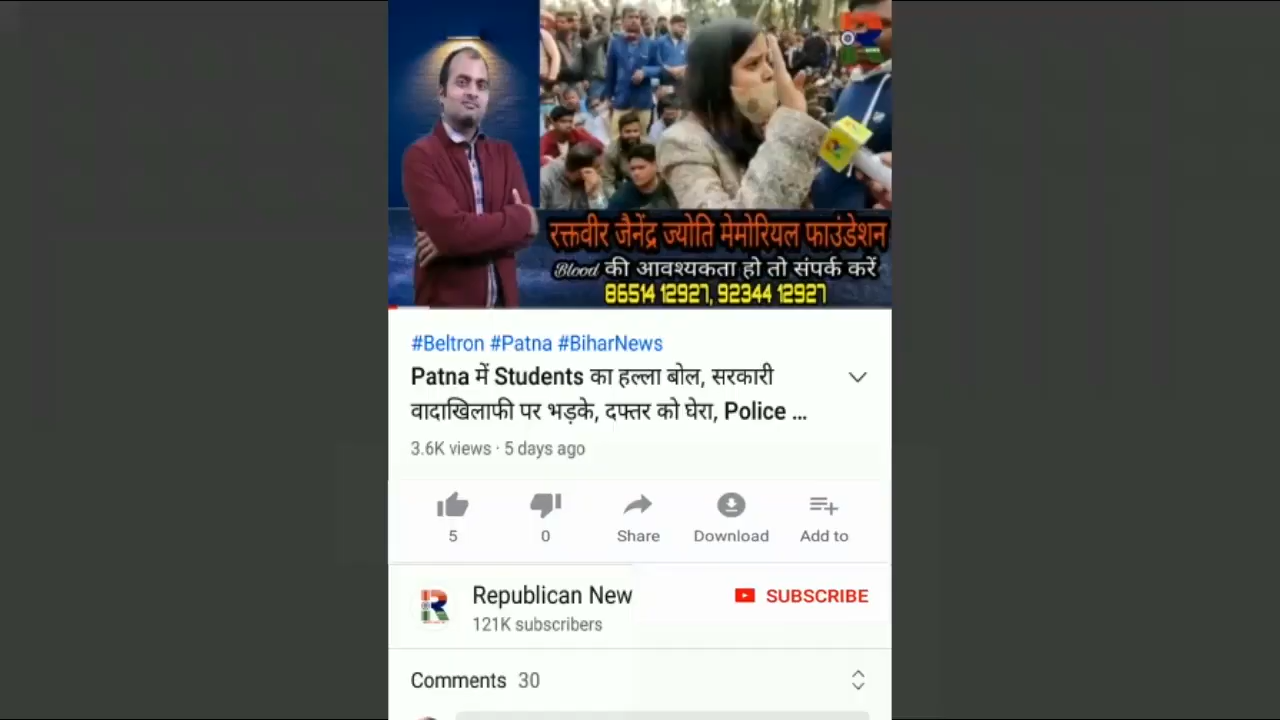 रक्तवीर जैनेंद्र ज्योति मेमोरियल फाउंडेशन
Blood की आवश्यकता हो तो संपर्क करें
86514 12927, 92344 12927
#Beltron #Patna #BiharNews
Patna में Students का हल्ला बोल, सरकारी
वादाखिलाफी पर भड़के, दफ्तर को घेरा, Police ...
3.6K views · 5 days ago
5 0 Share Download Add to
Republican New SUBSCRIBE
121K subscribers
Comments 30